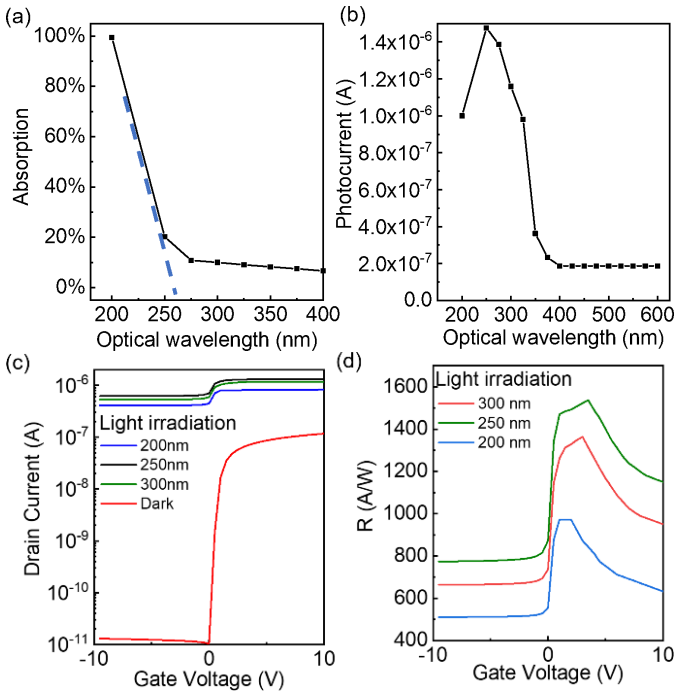 (a)
100%
80%
60%
40%
20%
0%
Absorption
200 250 300 350 400
Optical wavelength (nm)
(b)
1.4x10-6
1.2x10-6
1.0x10-6
8.0x10-7
6.0x10-7
4.0x10-7
2.0x10-7
0.0
Photocurrent (A)
200 300 400 500 600
Optical wavelength (nm)
(c)
10-6
10-7
10-8
10-9
10-10
10-11
Drain Current (A)
Light irradiation
200nm
250nm
300nm
Dark
-10 0 10
Gate Voltage (V)
(d)
1600
1400
1200
1000
800
600
400
R (A/W)
Light irradiation
300 nm
250 nm
200 nm
-10 0 10
Gate Voltage (V)